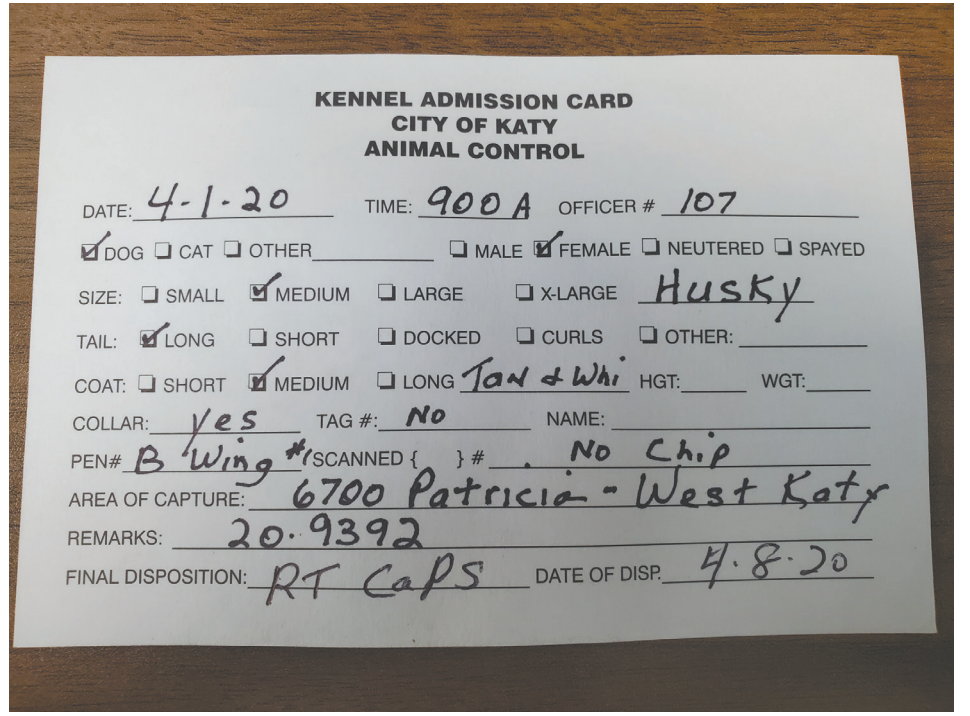 KENNEL ADMISSION CARD
CITY OF KATY
ANIMAL CONTROL
DATE: 4-1-20 TIME: 900 A OFFICER # 107
☑ DOG ☐ CAT ☐ OTHER ☐ MALE ☑ FEMALE ☐ NEUTERED ☐ SPAYED
SIZE: ☐ SMALL ☑ MEDIUM ☐ LARGE ☐ X-LARGE Husky
TAIL: ☑ LONG ☐ SHORT ☐ DOCKED ☐ CURLS ☐ OTHER:
COAT: ☐ SHORT ☑ MEDIUM ☐ LONG Tan & Whi HGT: WGT:
COLLAR: yes TAG #: No NAME:
PEN# B Wing #1 SCANNED { } # . No Chip
AREA OF CAPTURE: 6700 Patricia - West Katy
REMARKS: 20.9392
FINAL DISPOSITION: RT CaPS DATE OF DISP. 4.8.20